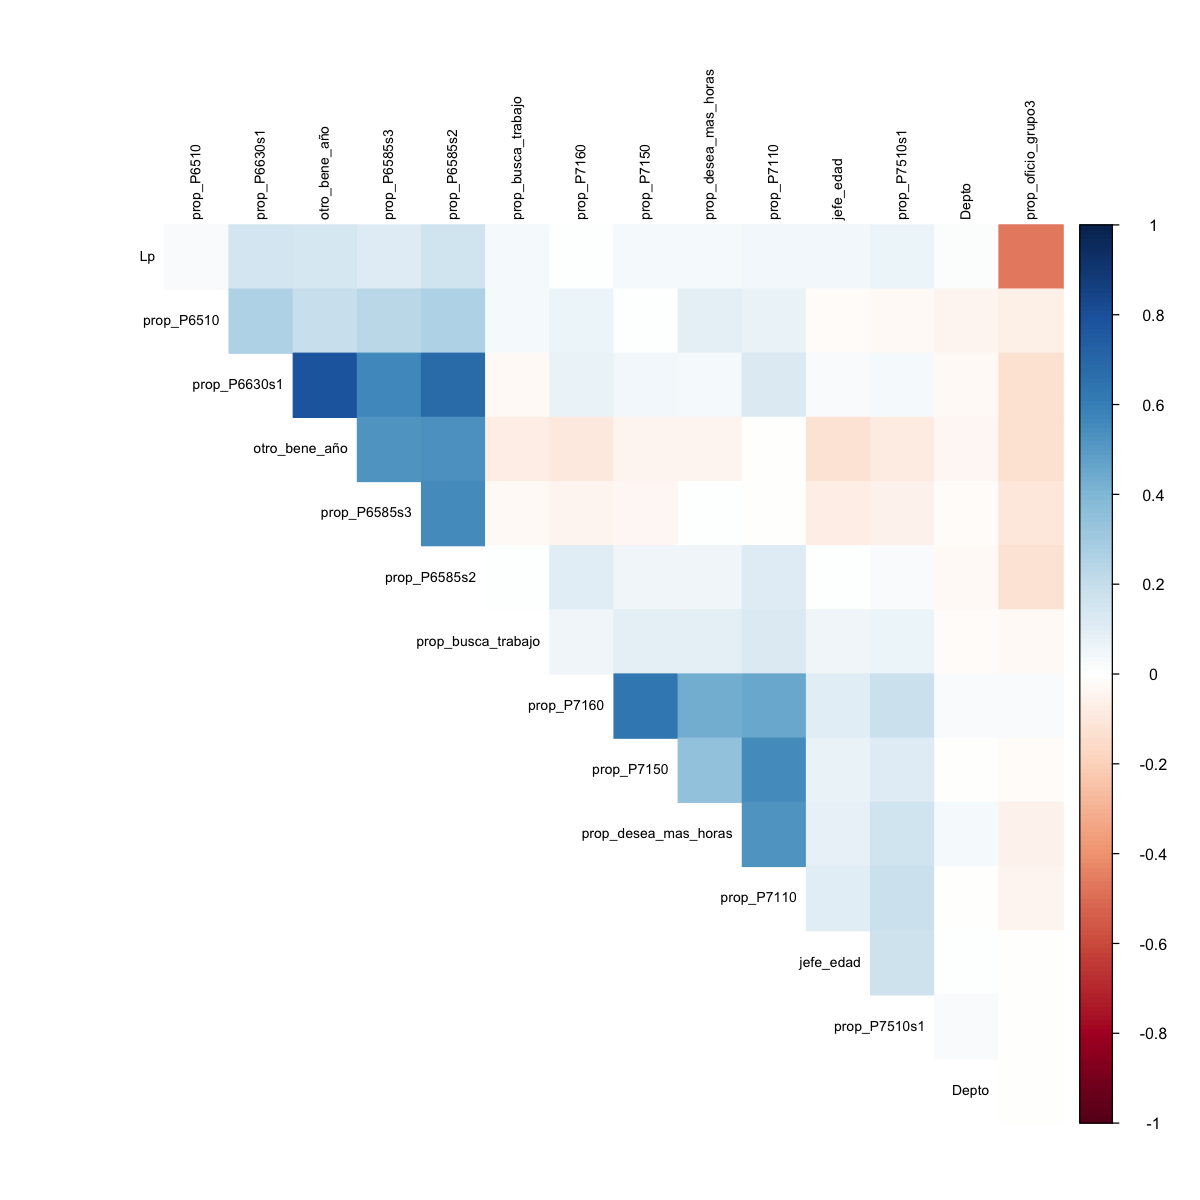 prop_P6510
prop_P6630s1
otro_bene_año
prop_P6585s3
prop_P6585s2
prop_busca_trabajo
prop_P7160
prop_P7150
prop_desea_mas_horas
prop_P7110
jefe_edad
prop_P7510s1
Depto
prop_oficio_grupo3
Lp
prop_P6510
prop_P6630s1
otro_bene_año
prop_P6585s3
prop_P6585s2
prop_busca_trabajo
prop_P7160
prop_P7150
prop_desea_mas_horas
prop_P7110
jefe_edad
prop_P7510s1
Depto
1
0.8
0.6
0.4
0.2
0
-0.2
-0.4
-0.6
-0.8
-1